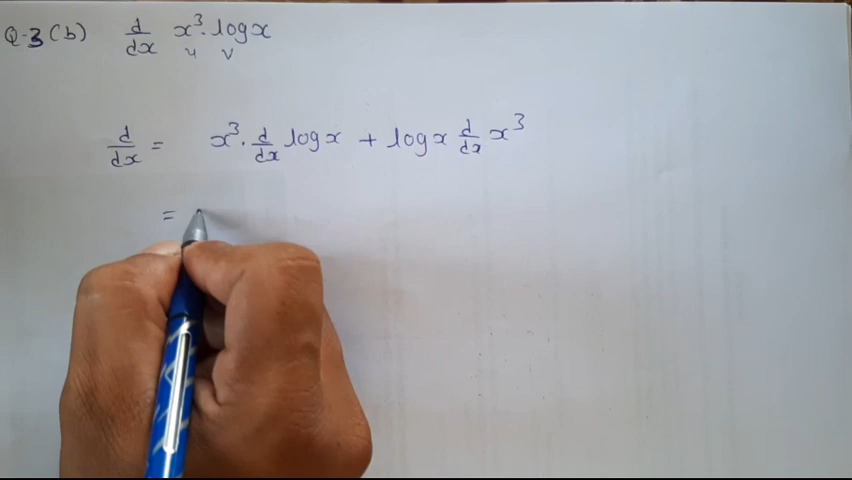 Q-3 (b) d/dx x³. log x
u v
d/dx = x³. d/dx log x + log x d/dx x³
=